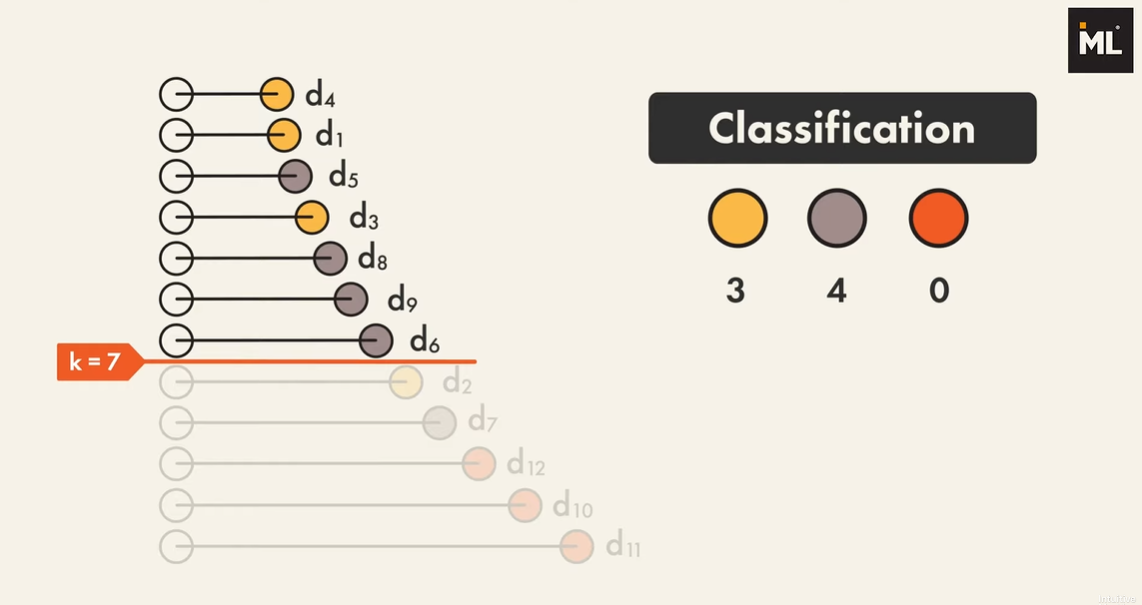 ML
d4
d1
Classification
d5
d3
d8
3 4 0
d9
d6
k = 7
d2
d7
d12
d10
d11